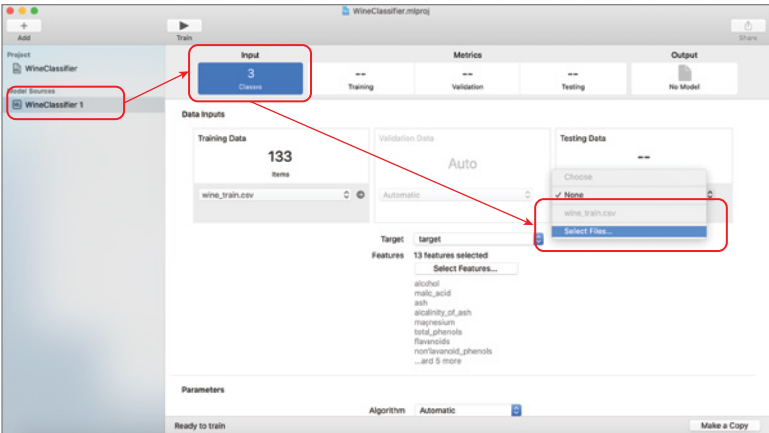 WineClassifier.mlproj
Add
Train
Share
Project
WineClassifier
Model Sources
WineClassifier 1
Input
Metrics
Output
3
Classes
--
Training
--
Validation
--
Testing
No Model
Data Inputs
Training Data
133
Items
wine_train.csv
Validation Data
Auto
Automatic
Testing Data
--
Choose
✓ None
wine_train.csv
Select Files...
Target target
Features 13 features selected
Select Features...
alcohol
malic_acid
ash
alcalinity_of_ash
magnesium
total_phenols
flavanoids
nonflavanoid_phenols
...and 5 more
Parameters
Algorithm Automatic
Ready to train
Make a Copy